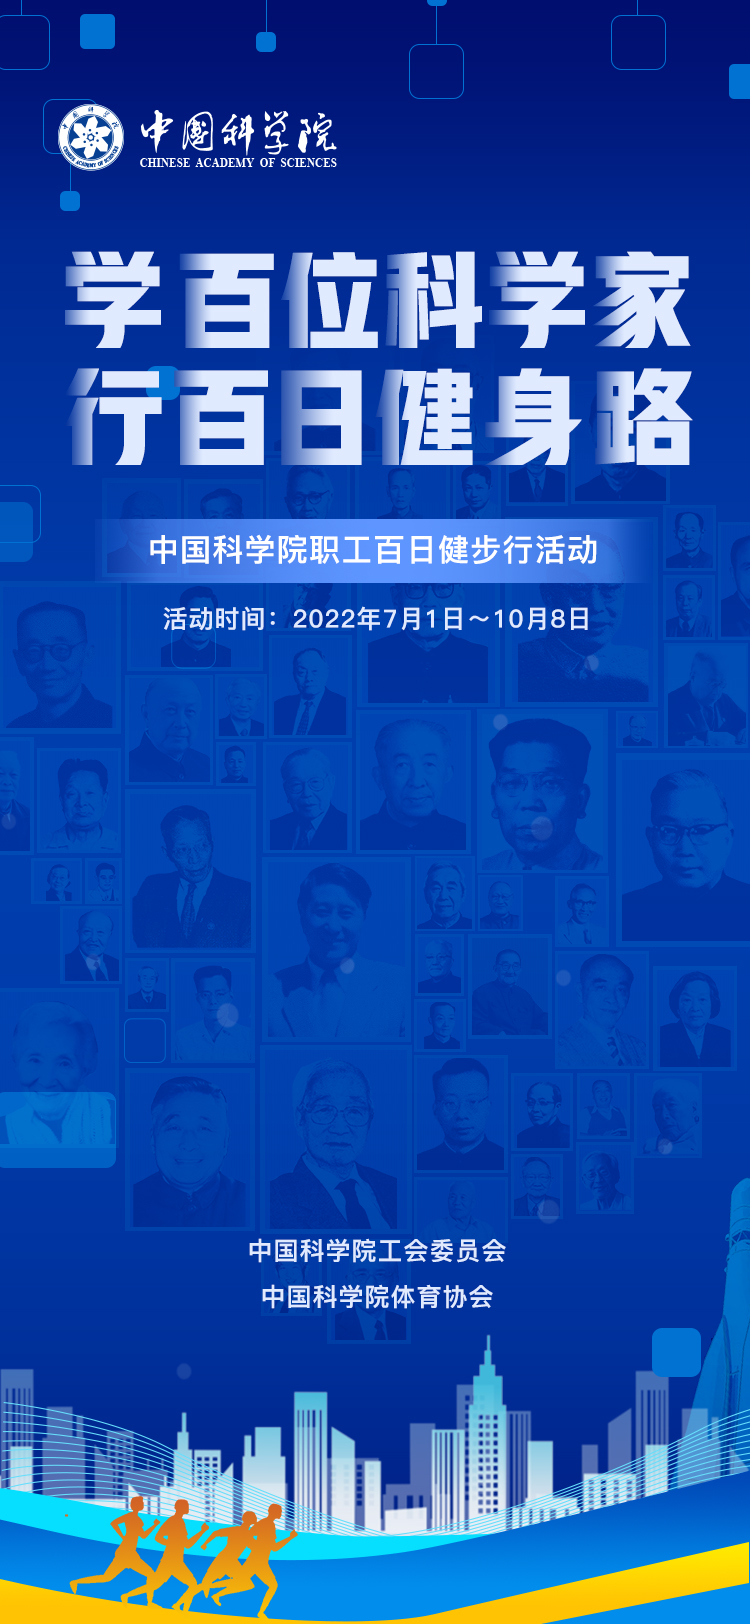 中国科学院
CHINESE ACADEMY OF SCIENCES
学百位科学家
行百日健身路
中国科学院职工百日健步行活动
活动时间：2022年7月1日～10月8日
中国科学院工会委员会
中国科学院体育协会